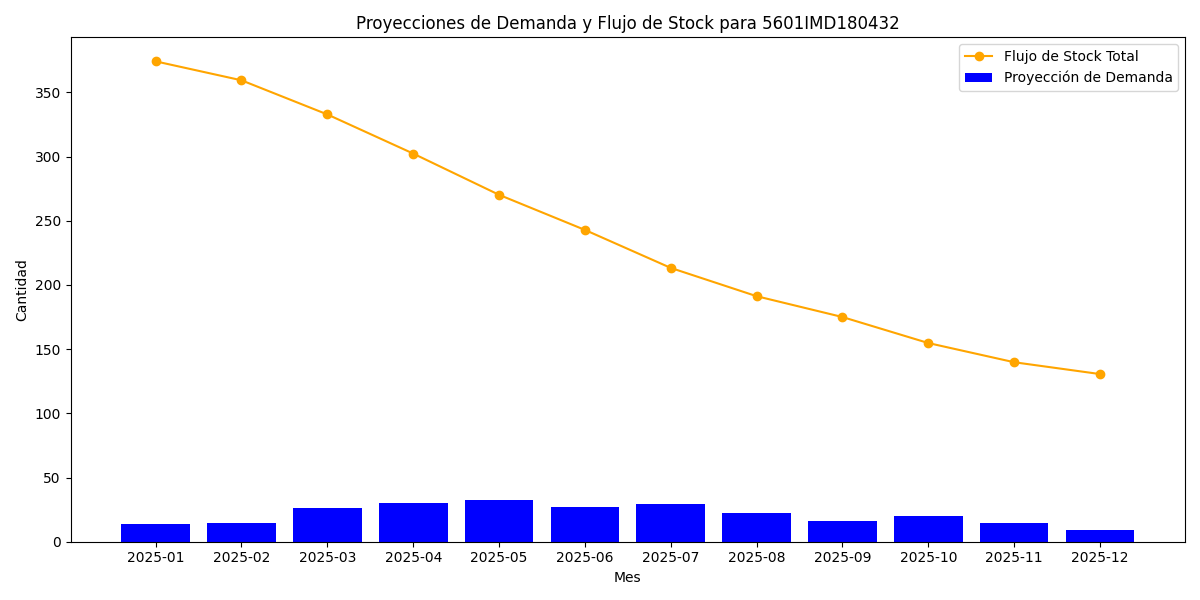 Proyecciones de Demanda y Flujo de Stock para 5601IMD180432
Flujo de Stock Total
Proyección de Demanda
Cantidad
350
300
250
200
150
100
50
0
2025-01 2025-02 2025-03 2025-04 2025-05 2025-06 2025-07 2025-08 2025-09 2025-10 2025-11 2025-12
Mes